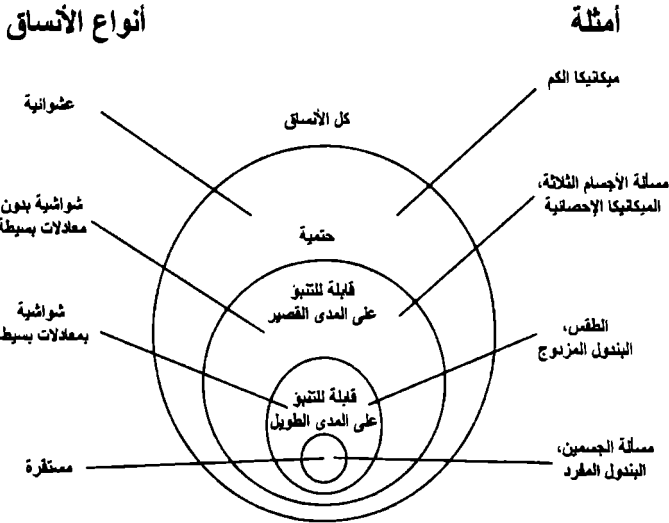 أنواع الأنساق
أمثلة
ميكانيكا الكم
عشوائية
كل الأنساق
مسألة الأجسام الثلاثة،
الميكانيكا الإحصائية
شواشية بدون
معادلات بسيطة
حتمية
قابلة للتنبؤ
على المدى القصير
شواشية
بمعادلات بسيطة
الطقس،
البندول المزدوج
قابلة للتنبؤ
على المدى الطويل
مستقرة
مسألة الجسمين،
البندول المفرد